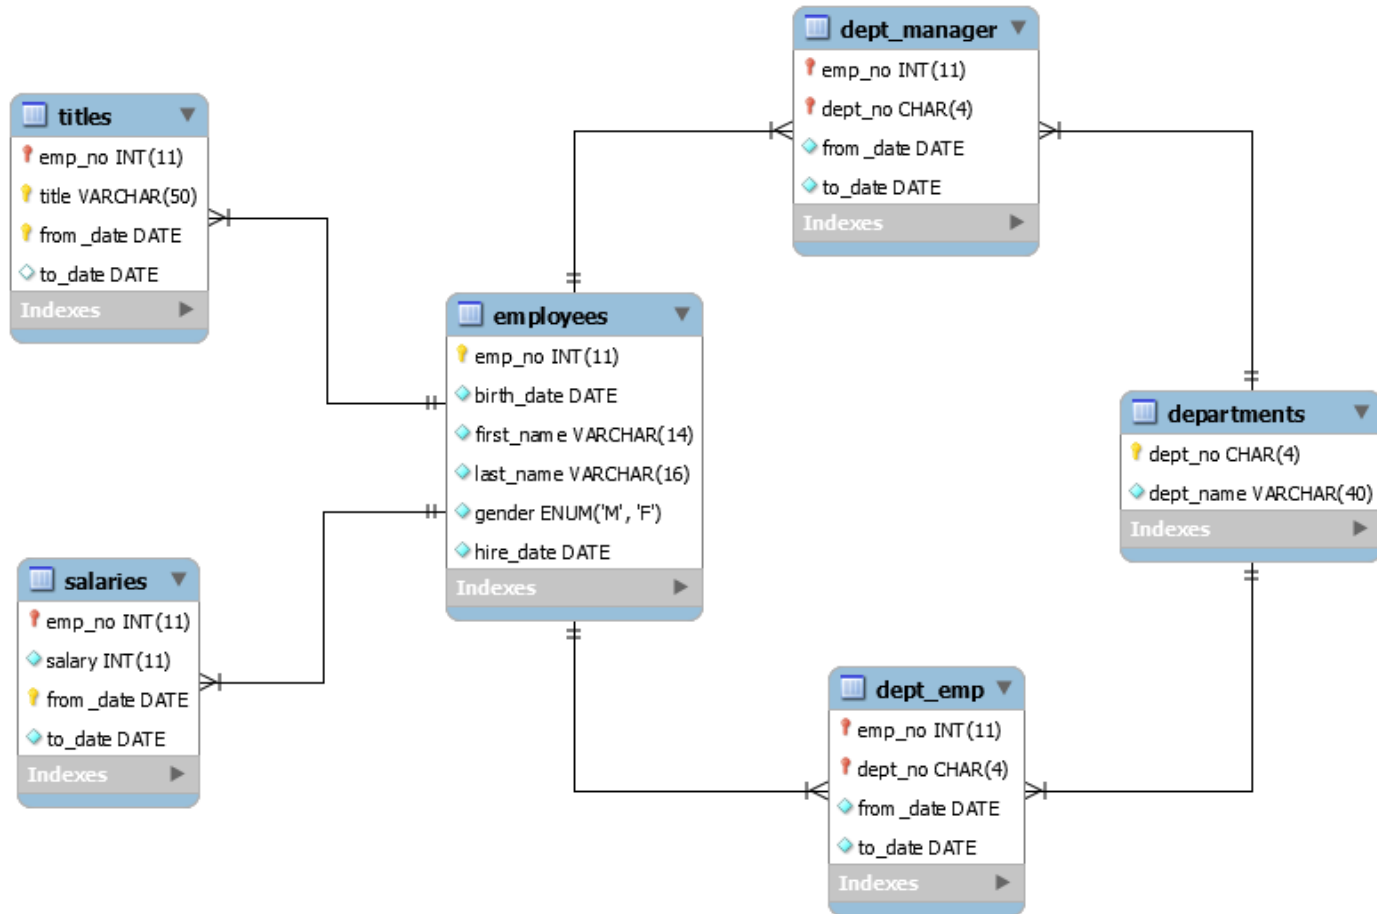 dept_manager
emp_no INT(11)
dept_no CHAR(4)
from_date DATE
to_date DATE
Indexes
titles
emp_no INT(11)
title VARCHAR(50)
from_date DATE
to_date DATE
Indexes
employees
emp_no INT(11)
birth_date DATE
first_name VARCHAR(14)
last_name VARCHAR(16)
gender ENUM('M', 'F')
hire_date DATE
Indexes
departments
dept_no CHAR(4)
dept_name VARCHAR(40)
Indexes
salaries
emp_no INT(11)
salary INT(11)
from_date DATE
to_date DATE
Indexes
dept_emp
emp_no INT(11)
dept_no CHAR(4)
from_date DATE
to_date DATE
Indexes